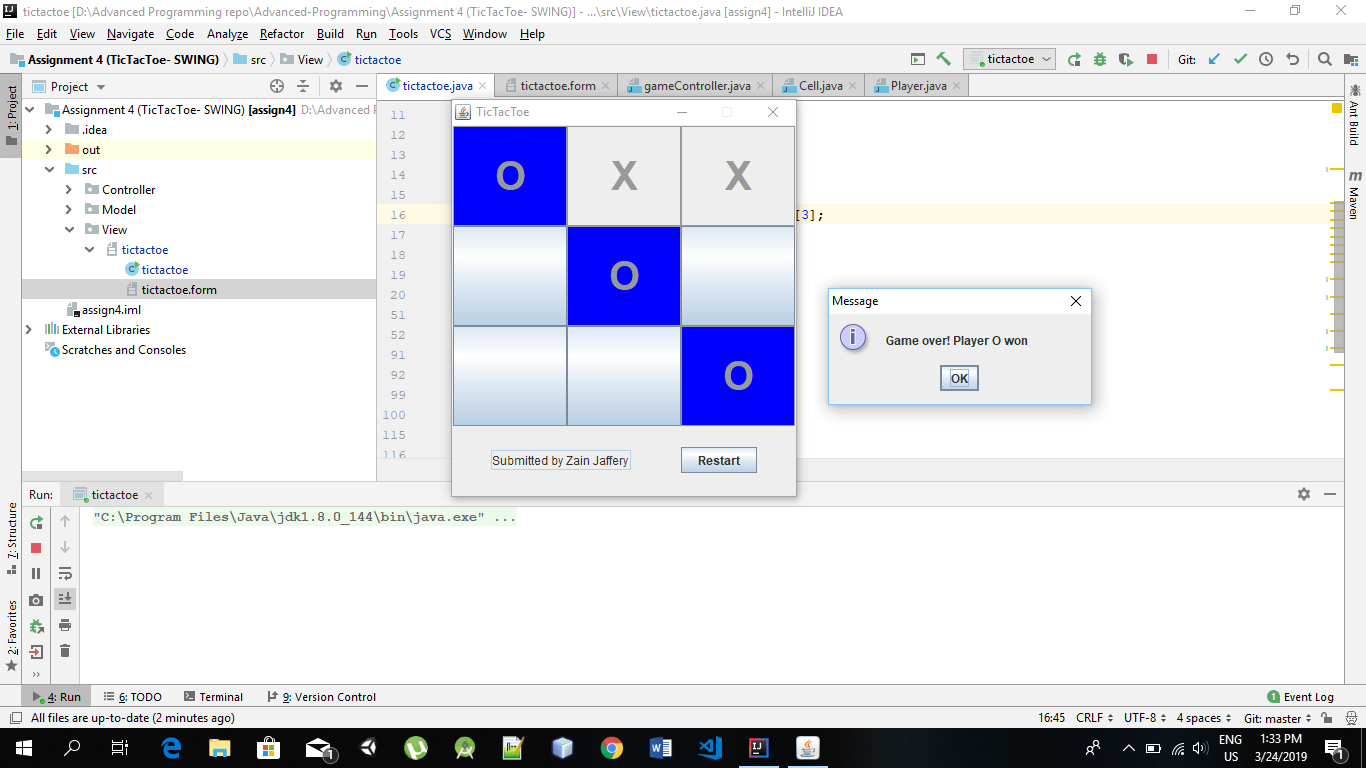 tictactoe [D:\Advanced Programming repo\Advanced-Programming\Assignment 4 (TicTacToe- SWING)] - ...\src\View\tictactoe.java [assign4] - IntelliJ IDEA
File Edit View Navigate Code Analyze Refactor Build Run Tools VCS Window Help
Assignment 4 (TicTacToe- SWING) src View tictactoe tictactoe Git:
Project tictactoe.java tictactoe.form gameController.java Cell.java Player.java
1: Project
Assignment 4 (TicTacToe- SWING) [assign4] D:\Advanced P
.idea
out
src
Controller
Model
View
tictactoe
tictactoe
tictactoe.form
assign4.iml
External Libraries
Scratches and Consoles
11
12
13
14
15
16 [3];
17
18
19
20
51
52
91
92
99
100
115
116
TicTacToe
O X X
O
O
Submitted by Zain Jaffery Restart
Message
Game over! Player O won
OK
Ant Build
m Maven
Run: tictactoe
"C:\Program Files\Java\jdk1.8.0_144\bin\java.exe" ...
7: Structure
2: Favorites
4: Run 6: TODO Terminal 9: Version Control 1 Event Log
All files are up-to-date (2 minutes ago) 16:45 CRLF UTF-8 4 spaces Git: master
1 ENG 1:33 PM
US 3/24/2019 1